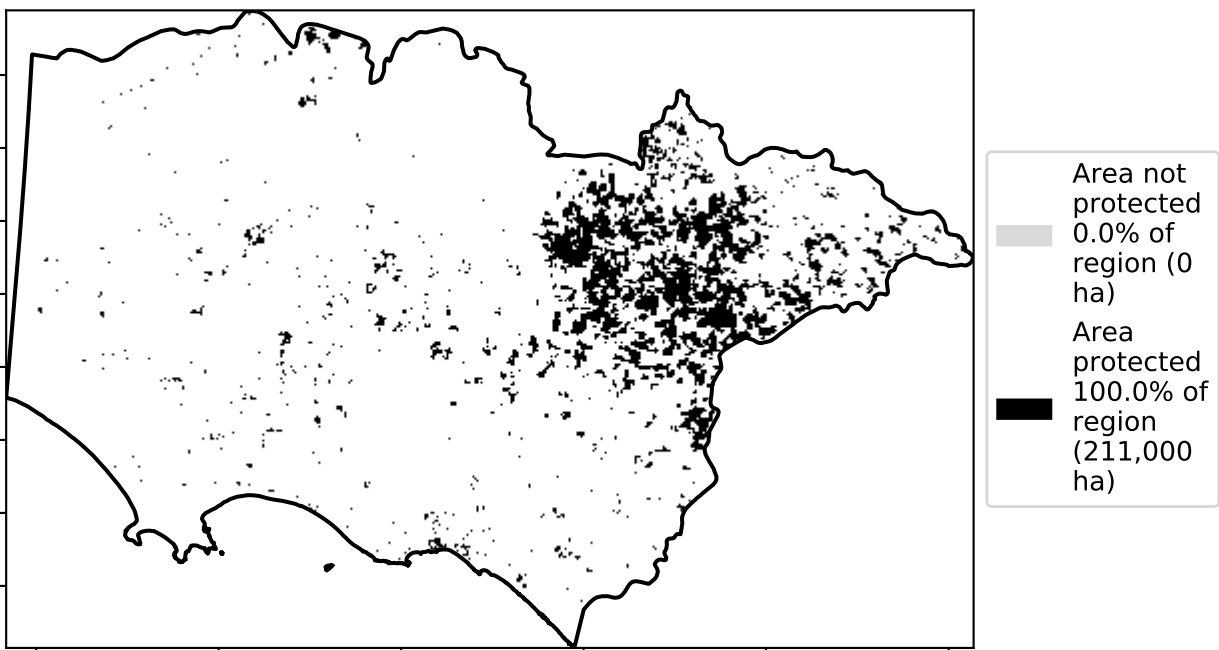 Area not
protected
0.0% of
region (0
ha)
Area
protected
100.0% of
region
(211,000
ha)